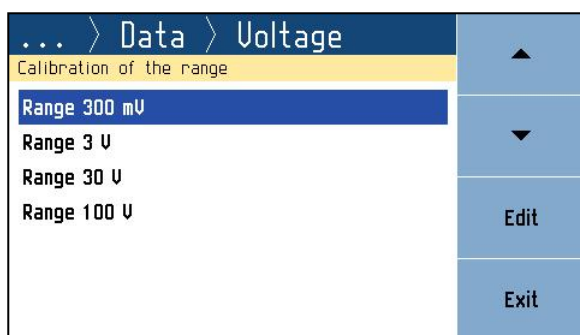 ... > Data > Voltage
Calibration of the range
Range 300 mV
Range 3 V
Range 30 V
Range 100 V
Edit
Exit